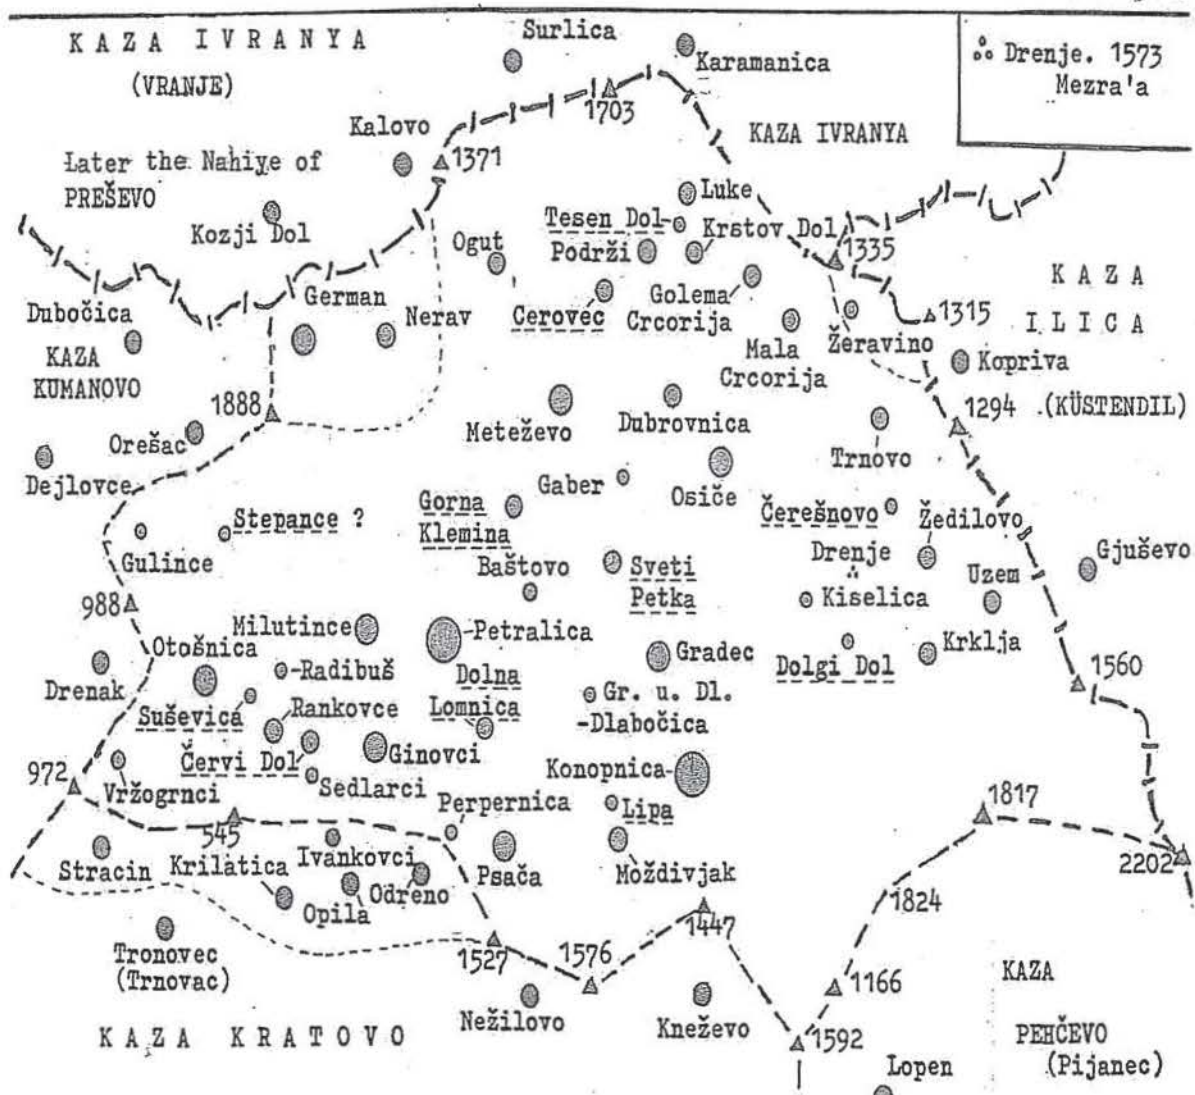 KAZA IVRANYA
(VRANJE)
Surlica
Karamanica
Drenje. 1573
Mezra'a
1703
Kalovo
1371
KAZA IVRANYA
Later the Nahiye of
PREŠEVO
Kozji Dol
Luke
Tesen Dol-
Krstov Dol
Podrži
1335
Ogut
KAZA
ILICA
(KÜSTENDIL)
Dubočica
German
Nerav
Cerovec
Golema
Crcorija
Žeravino
1315
KAZA
KUMANOVO
Mala
Crcorija
Kopriva
1888
1294
Orešac
Meteževo
Dubrovnica
Trnovo
Dejlovce
Gaber
Osiče
Stepance ?
Gorna
Klemina
Čerešnovo
Žedilovo
Gulince
Baštovo
Sveti
Petka
Drenje
Uzem
Gjuševo
988
Kiselica
Milutince
-Petralica
Otošnica
Gradec
Dolgi Dol
Krklja
Drenak
-Radibuš
Dolna
Lomnica
Gr. u. Dl.
-Dlabočica
1560
Suševica
Rankovce
Červi Dol
Ginovci
972
Vržogrnci
Sedlarci
Konopnica-
Perpernica
Lipa
1817
545
Stracin
Krilatica
Ivankovci
Psača
Moždivjak
2202
Opila
Odreno
1824
1447
Tronovec
(Trnovac)
1527
1576
1166
KAZA
PEHČEVO
(Pijanec)
Nežilovo
Kneževo
KAZA KRATOVO
1592
Lopen